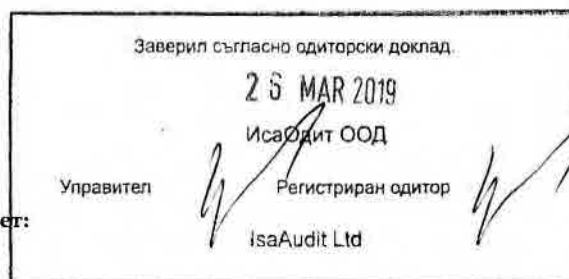 Заверил съгласно одиторски доклад.
26 MAR 2019
ИсаОдит ООД
Управител Регистриран одитор
ет:
IsaAudit Ltd